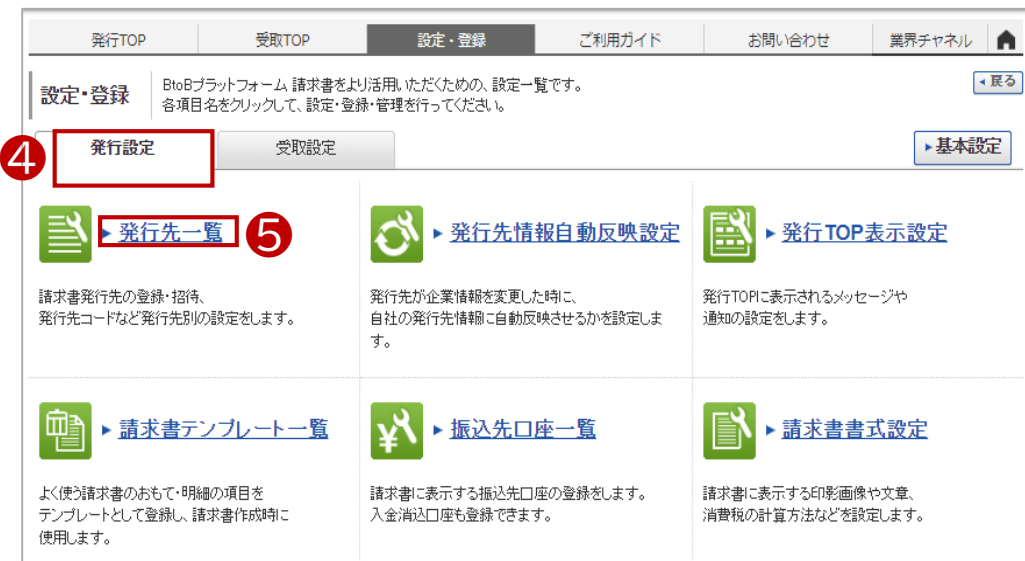 発行TOP
受取TOP
設定・登録
ご利用ガイド
お問い合わせ
業界チャネル
設定・登録
BtoBプラットフォーム 請求書をより活用いただくための、設定一覧です。
各項目名をクリックして、設定・登録・管理を行ってください。
戻る
4
発行設定
受取設定
基本設定
発行先一覧
5
請求書発行先の登録・招待、
発行先コードなど発行先別の設定をします。
発行先情報自動反映設定
発行先が企業情報を変更した時に、
自社の発行先情報に自動反映させるかを設定しま
す。
発行TOP表示設定
発行TOPに表示されるメッセージや
通知の設定をします。
請求書テンプレート一覧
よく使う請求書のおもて・明細の項目を
テンプレートとして登録し、請求書作成時に
使用します。
振込先口座一覧
請求書に表示する振込先口座の登録をします。
入金消込口座も登録できます。
請求書書式設定
請求書に表示する印影画像や文章、
消費税の計算方法などを設定します。